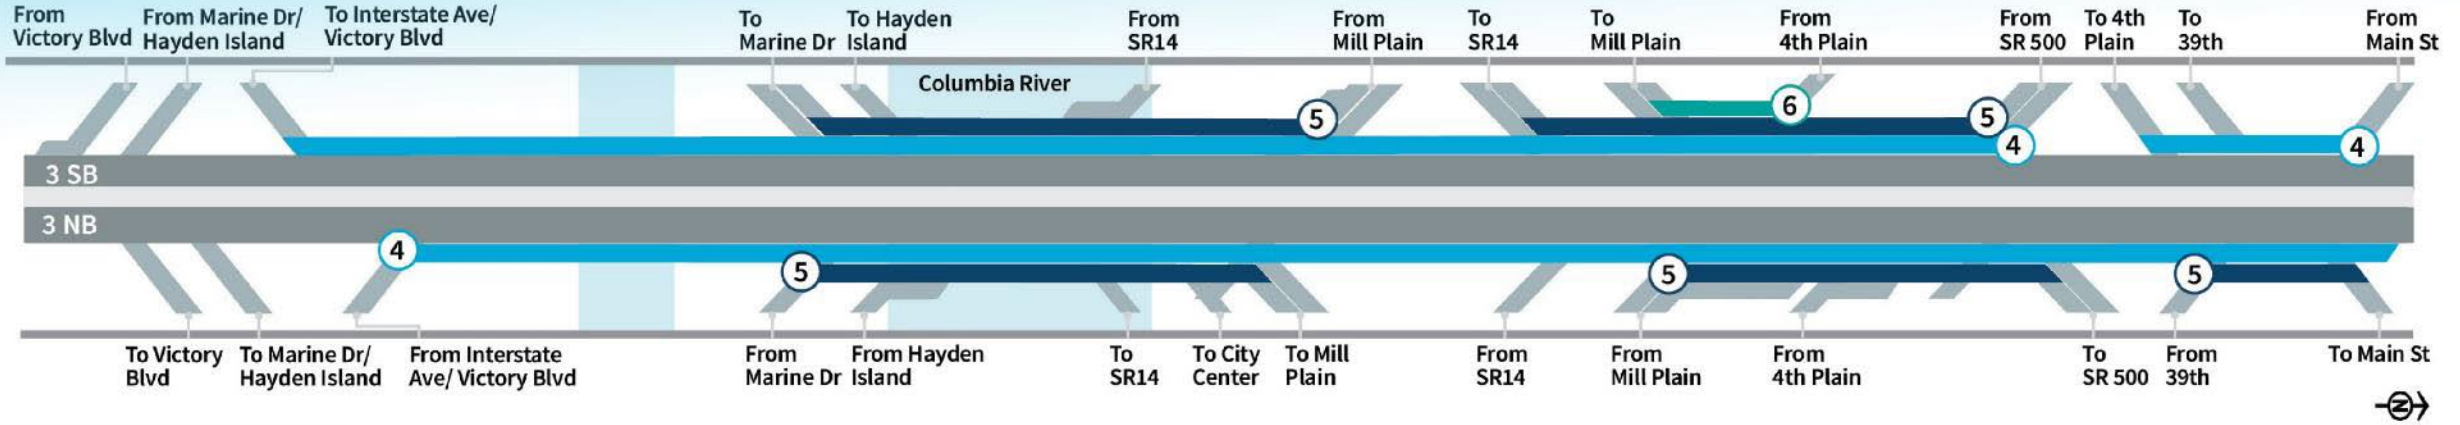 From
Victory Blvd
From Marine Dr/
Hayden Island
To Interstate Ave/
Victory Blvd
To
Marine Dr
To Hayden
Island
From
SR14
From
Mill Plain
To
SR14
To
Mill Plain
From
4th Plain
From
SR 500
To 4th
Plain
To
39th
From
Main St
Columbia River
6
5
5
4
4
3 SB
3 NB
4
5
5
5
To Victory
Blvd
To Marine Dr/
Hayden Island
From Interstate
Ave/ Victory Blvd
From
Marine Dr
From Hayden
Island
To
SR14
To City
Center
To Mill
Plain
From
SR14
From
Mill Plain
From
4th Plain
To
SR 500
From
39th
To Main St
N